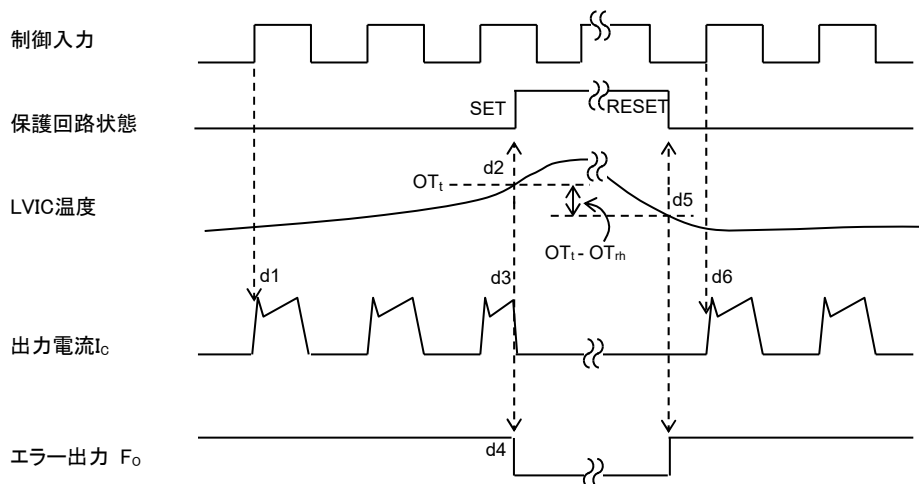 制御入力
保護回路状態
SET
RESET
LVIC温度
OTt
d2
d5
OTt - OTrh
d1
d3
d6
出力電流IC
エラー出力 FO
d4